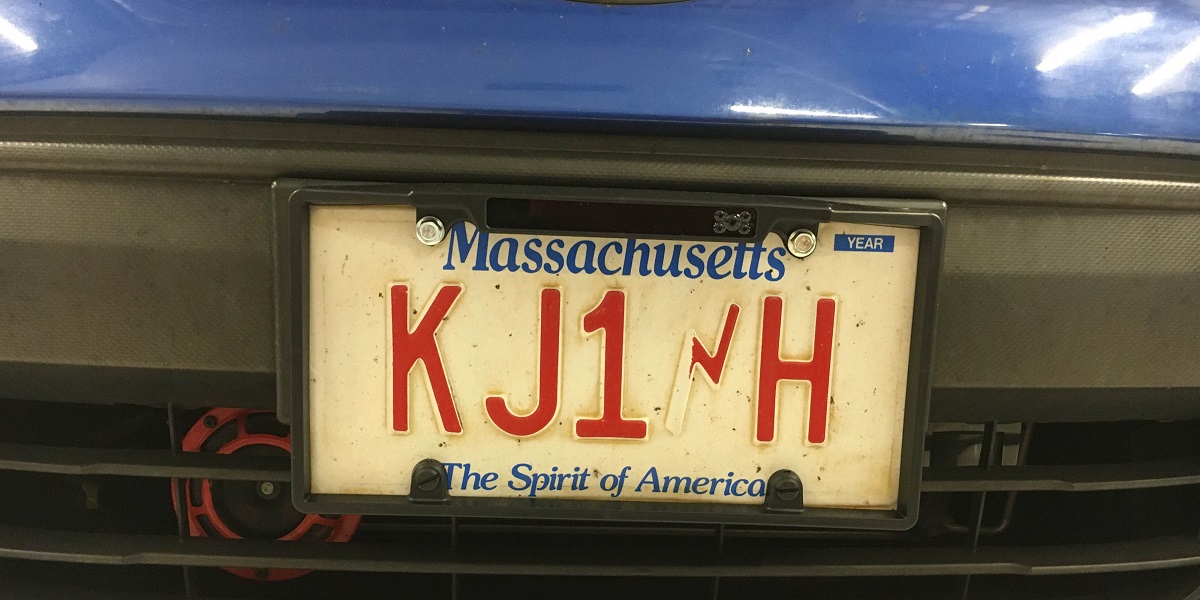 YEAR
Massachusetts
KJ1⚡H
The Spirit of America